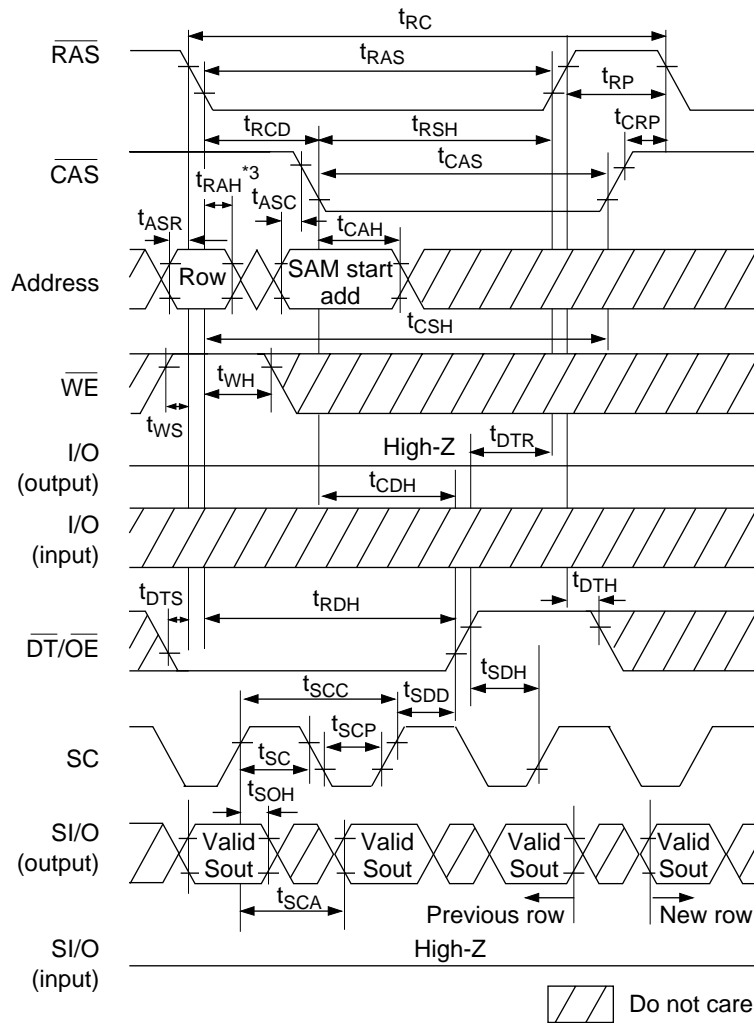 tRC
RAS
tRAS
tRP
tRCD
tRSH
tCRP
CAS
tCAS
tRAH*3
tASC
tASR
tCAH
Address
Row
SAM start
add
tCSH
WE
tWH
tWS
I/O
(output)
High-Z
tDTR
tCDH
I/O
(input)
tDTS
tRDH
tDTH
DT/OE
tSCC
tSDD
tSDH
tSCP
SC
tSC
tSOH
SI/O
(output)
Valid
Sout
Valid
Sout
Valid
Sout
Valid
Sout
tSCA
Previous row
New row
SI/O
(input)
High-Z
Do not care